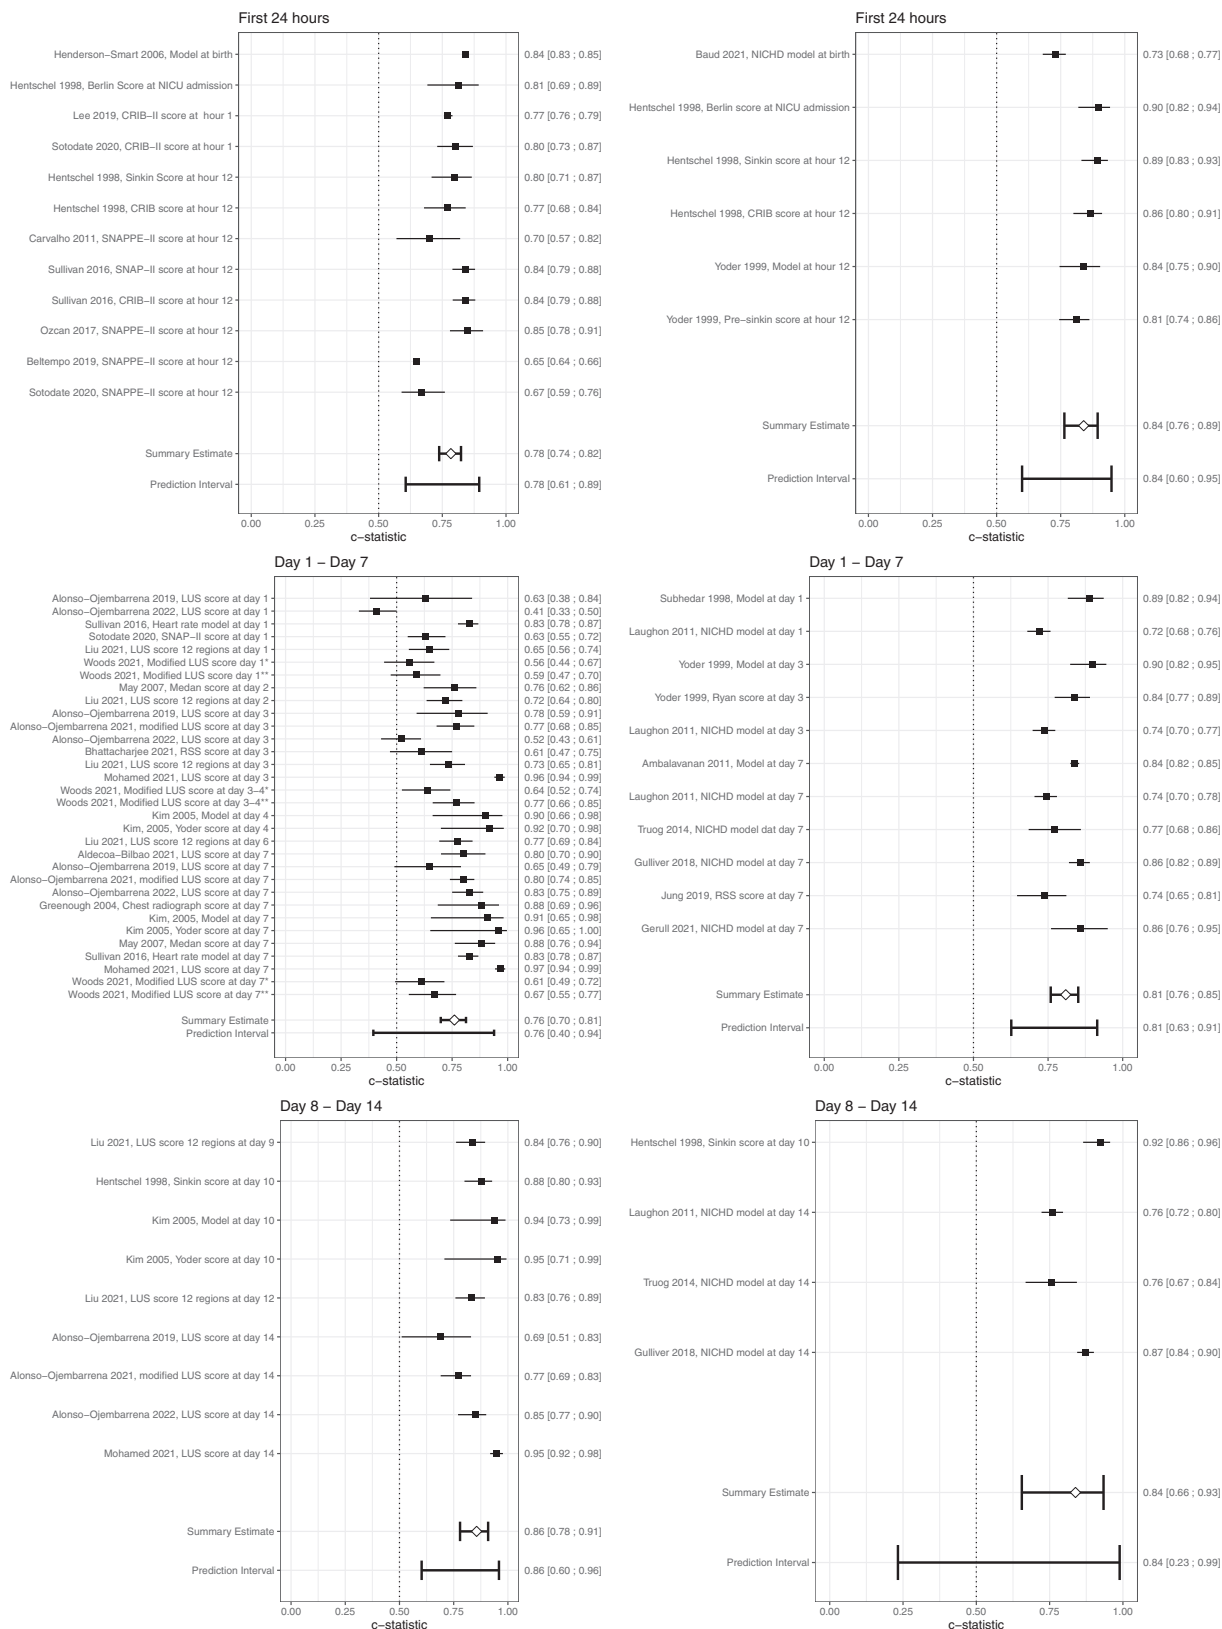 First 24 hours
Henderson–Smart 2006, Model at birth 0.84 [0.83 ; 0.85]
Hentschel 1998, Berlin Score at NICU admission 0.81 [0.69 ; 0.89]
Lee 2019, CRIB–II score at hour 1 0.77 [0.76 ; 0.79]
Sotodate 2020, CRIB–II score at hour 1 0.80 [0.73 ; 0.87]
Hentschel 1998, Sinkin Score at hour 12 0.80 [0.71 ; 0.87]
Hentschel 1998, CRIB score at hour 12 0.77 [0.68 ; 0.84]
Carvalho 2011, SNAPPE–II score at hour 12 0.70 [0.57 ; 0.82]
Sullivan 2016, SNAP–II score at hour 12 0.84 [0.79 ; 0.88]
Sullivan 2016, CRIB–II score at hour 12 0.84 [0.79 ; 0.88]
Ozcan 2017, SNAPPE–II score at hour 12 0.85 [0.78 ; 0.91]
Beltempo 2019, SNAPPE–II score at hour 12 0.65 [0.64 ; 0.66]
Sotodate 2020, SNAPPE–II score at hour 12 0.67 [0.59 ; 0.76]
Summary Estimate 0.78 [0.74 ; 0.82]
Prediction Interval 0.78 [0.61 ; 0.89]
0.00 0.25 0.50 0.75 1.00
c–statistic
First 24 hours
Baud 2021, NICHD model at birth 0.73 [0.68 ; 0.77]
Hentschel 1998, Berlin score at NICU admission 0.90 [0.82 ; 0.94]
Hentschel 1998, Sinkin score at hour 12 0.89 [0.83 ; 0.93]
Hentschel 1998, CRIB score at hour 12 0.86 [0.80 ; 0.91]
Yoder 1999, Model at hour 12 0.84 [0.75 ; 0.90]
Yoder 1999, Pre–sinkin score at hour 12 0.81 [0.74 ; 0.86]
Summary Estimate 0.84 [0.76 ; 0.89]
Prediction Interval 0.84 [0.60 ; 0.95]
0.00 0.25 0.50 0.75 1.00
c–statistic
Day 1 – Day 7
Alonso–Ojembarrena 2019, LUS score at day 1 0.63 [0.38 ; 0.84]
Alonso–Ojembarrena 2022, LUS score at day 1 0.41 [0.33 ; 0.50]
Sullivan 2016, Heart rate model at day 1 0.83 [0.78 ; 0.87]
Sotodate 2020, SNAP–II score at day 1 0.63 [0.55 ; 0.72]
Liu 2021, LUS score 12 regions at day 1 0.65 [0.56 ; 0.74]
Woods 2021, Modified LUS score day 1* 0.56 [0.44 ; 0.67]
Woods 2021, Modified LUS score day 1** 0.59 [0.47 ; 0.70]
May 2007, Medan score at day 2 0.76 [0.62 ; 0.86]
Liu 2021, LUS score 12 regions at day 2 0.72 [0.64 ; 0.80]
Alonso–Ojembarrena 2019, LUS score at day 3 0.78 [0.59 ; 0.91]
Alonso–Ojembarrena 2021, modified LUS score at day 3 0.77 [0.68 ; 0.85]
Alonso–Ojembarrena 2022, LUS score at day 3 0.52 [0.43 ; 0.61]
Bhattacharjee 2021, RSS score at day 3 0.61 [0.47 ; 0.75]
Liu 2021, LUS score 12 regions at day 3 0.73 [0.65 ; 0.81]
Mohamed 2021, LUS score at day 3 0.96 [0.94 ; 0.99]
Woods 2021, Modified LUS score at day 3–4* 0.64 [0.52 ; 0.74]
Woods 2021, Modified LUS score at day 3–4** 0.77 [0.66 ; 0.85]
Kim 2005, Model at day 4 0.90 [0.66 ; 0.98]
Kim, 2005, Yoder score at day 4 0.92 [0.70 ; 0.98]
Liu 2021, LUS score 12 regions at day 6 0.77 [0.69 ; 0.84]
Aldecoa–Bilbao 2021, LUS score at day 7 0.80 [0.70 ; 0.90]
Alonso–Ojembarrena 2019, LUS score at day 7 0.65 [0.49 ; 0.79]
Alonso–Ojembarrena 2021, modified LUS score at day 7 0.80 [0.74 ; 0.85]
Alonso–Ojembarrena 2022, LUS score at day 7 0.83 [0.75 ; 0.89]
Greenough 2004, Chest radiograph score at day 7 0.88 [0.69 ; 0.96]
Kim, 2005, Model at day 7 0.91 [0.65 ; 0.98]
Kim 2005, Yoder score at day 7 0.96 [0.65 ; 1.00]
May 2007, Medan score at day 7 0.88 [0.76 ; 0.94]
Sullivan 2016, Heart rate model at day 7 0.83 [0.78 ; 0.87]
Mohamed 2021, LUS score at day 7 0.97 [0.94 ; 0.99]
Woods 2021, Modified LUS score at day 7* 0.61 [0.49 ; 0.72]
Woods 2021, Modified LUS score at day 7** 0.67 [0.55 ; 0.77]
Summary Estimate 0.76 [0.70 ; 0.81]
Prediction Interval 0.76 [0.40 ; 0.94]
0.00 0.25 0.50 0.75 1.00
c–statistic
Day 1 – Day 7
Subhedar 1998, Model at day 1 0.89 [0.82 ; 0.94]
Laughon 2011, NICHD model at day 1 0.72 [0.68 ; 0.76]
Yoder 1999, Model at day 3 0.90 [0.82 ; 0.95]
Yoder 1999, Ryan score at day 3 0.84 [0.77 ; 0.89]
Laughon 2011, NICHD model at day 3 0.74 [0.70 ; 0.77]
Ambalavanan 2011, Model at day 7 0.84 [0.82 ; 0.85]
Laughon 2011, NICHD model at day 7 0.74 [0.70 ; 0.78]
Truog 2014, NICHD model dat day 7 0.77 [0.68 ; 0.86]
Gulliver 2018, NICHD model at day 7 0.86 [0.82 ; 0.89]
Jung 2019, RSS score at day 7 0.74 [0.65 ; 0.81]
Gerull 2021, NICHD model at day 7 0.86 [0.76 ; 0.95]
Summary Estimate 0.81 [0.76 ; 0.85]
Prediction Interval 0.81 [0.63 ; 0.91]
0.00 0.25 0.50 0.75 1.00
c–statistic
Day 8 – Day 14
Liu 2021, LUS score 12 regions at day 9 0.84 [0.76 ; 0.90]
Hentschel 1998, Sinkin score at day 10 0.88 [0.80 ; 0.93]
Kim 2005, Model at day 10 0.94 [0.73 ; 0.99]
Kim 2005, Yoder score at day 10 0.95 [0.71 ; 0.99]
Liu 2021, LUS score 12 regions at day 12 0.83 [0.76 ; 0.89]
Alonso–Ojembarrena 2019, LUS score at day 14 0.69 [0.51 ; 0.83]
Alonso–Ojembarrena 2021, modified LUS score at day 14 0.77 [0.69 ; 0.83]
Alonso–Ojembarrena 2022, LUS score at day 14 0.85 [0.77 ; 0.90]
Mohamed 2021, LUS score at day 14 0.95 [0.92 ; 0.98]
Summary Estimate 0.86 [0.78 ; 0.91]
Prediction Interval 0.86 [0.60 ; 0.96]
0.00 0.25 0.50 0.75 1.00
c–statistic
Day 8 – Day 14
Hentschel 1998, Sinkin score at day 10 0.92 [0.86 ; 0.96]
Laughon 2011, NICHD model at day 14 0.76 [0.72 ; 0.80]
Truog 2014, NICHD model at day 14 0.76 [0.67 ; 0.84]
Gulliver 2018, NICHD model at day 14 0.87 [0.84 ; 0.90]
Summary Estimate 0.84 [0.66 ; 0.93]
Prediction Interval 0.84 [0.23 ; 0.99]
0.00 0.25 0.50 0.75 1.00
c–statistic